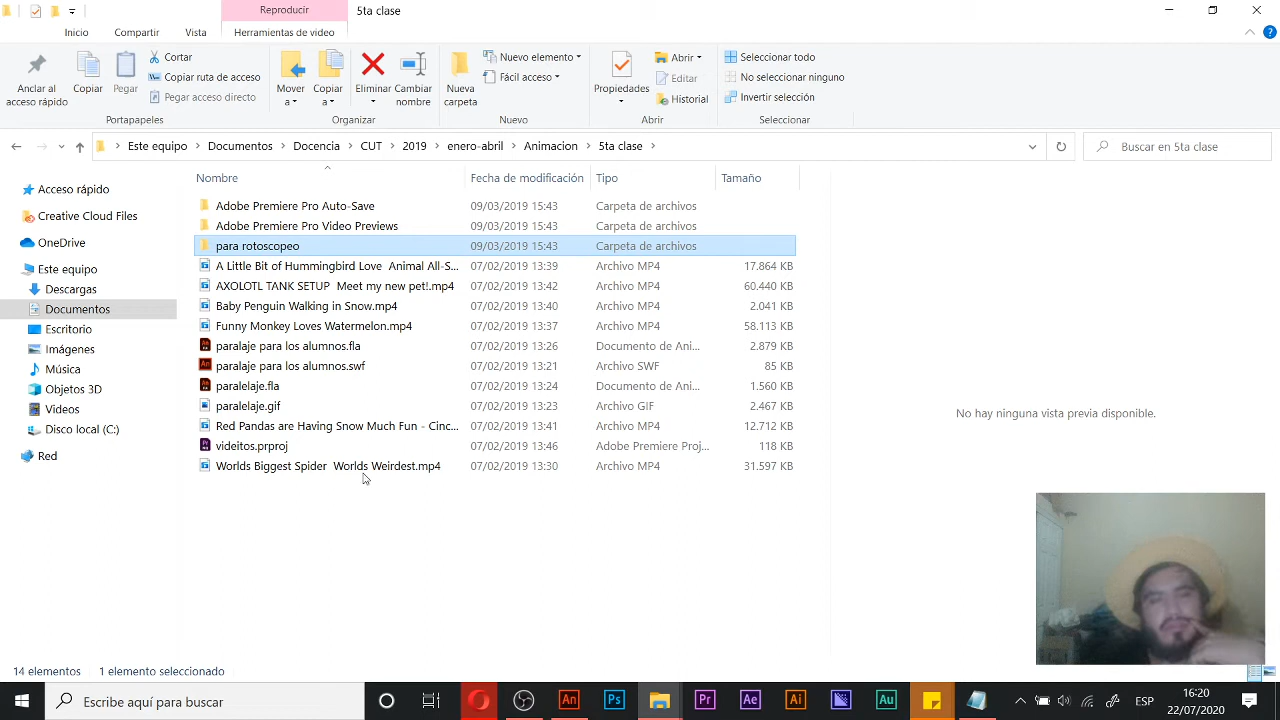 Reproducir 5ta clase
Inicio Compartir Vista Herramientas de video
Anclar al acceso rápido
Copiar
Pegar
Cortar
Copiar ruta de acceso
Pegar acceso directo
Portapapeles
Mover a
Copiar a
Eliminar
Cambiar nombre
Organizar
Nueva carpeta
Nuevo elemento
Fácil acceso
Nuevo
Propiedades
Abrir
Editar
Historial
Abrir
Seleccionar todo
No seleccionar ninguno
Invertir selección
Seleccionar
Este equipo > Documentos > Docencia > CUT > 2019 > enero-abril > Animacion > 5ta clase >
Buscar en 5ta clase
Acceso rápido
Creative Cloud Files
OneDrive
Este equipo
Descargas
Documentos
Escritorio
Imágenes
Música
Objetos 3D
Videos
Disco local (C:)
Red
Nombre Fecha de modificación Tipo Tamaño
Adobe Premiere Pro Auto-Save 09/03/2019 15:43 Carpeta de archivos
Adobe Premiere Pro Video Previews 09/03/2019 15:43 Carpeta de archivos
para rotoscopeo 09/03/2019 15:43 Carpeta de archivos
A Little Bit of Hummingbird Love Animal All-S... 07/02/2019 13:39 Archivo MP4 17.864 KB
AXOLOTL TANK SETUP Meet my new pet!.mp4 07/02/2019 13:42 Archivo MP4 60.440 KB
Baby Penguin Walking in Snow.mp4 07/02/2019 13:40 Archivo MP4 2.041 KB
Funny Monkey Loves Watermelon.mp4 07/02/2019 13:37 Archivo MP4 58.113 KB
paralaje para los alumnos.fla 07/02/2019 13:26 Documento de Ani... 2.879 KB
paralaje para los alumnos.swf 07/02/2019 13:21 Archivo SWF 85 KB
paralelaje.fla 07/02/2019 13:24 Documento de Ani... 1.560 KB
paralelaje.gif 07/02/2019 13:23 Archivo GIF 2.467 KB
Red Pandas are Having Snow Much Fun - Cinc... 07/02/2019 13:41 Archivo MP4 12.712 KB
videitos.prproj 07/02/2019 13:46 Adobe Premiere Proj... 118 KB
Worlds Biggest Spider Worlds Weirdest.mp4 07/02/2019 13:30 Archivo MP4 31.597 KB
No hay ninguna vista previa disponible.
14 elementos 1 elemento seleccionado
Escribe aquí para buscar
An Ps Pr Ae Ai Au
ESP
16:20
22/07/2020